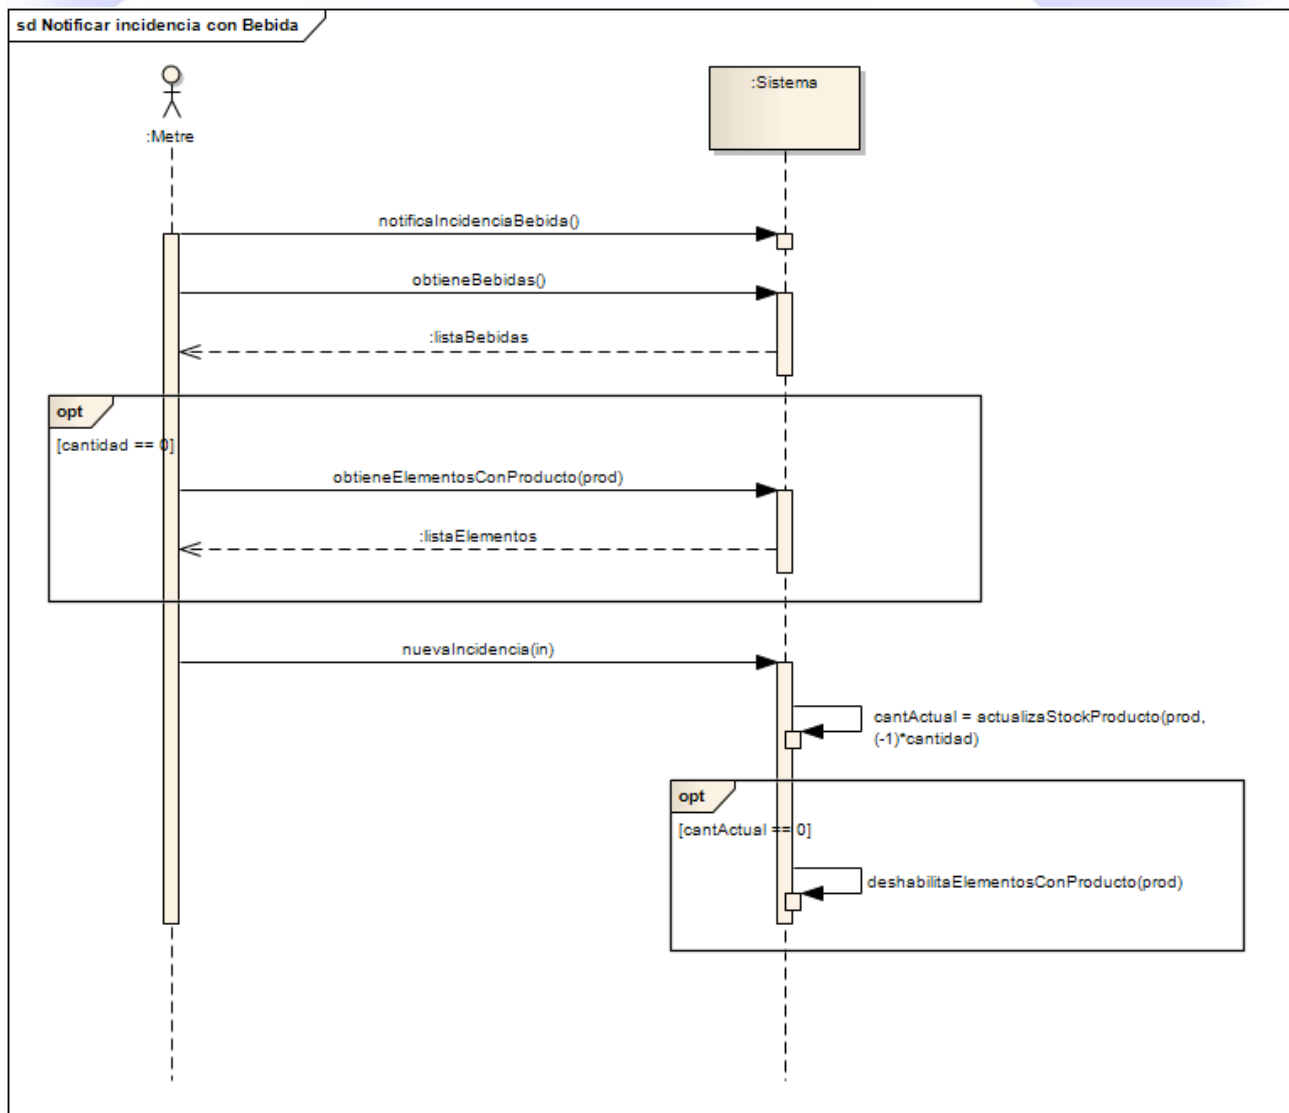 sd Notificar incidencia con Bebida
:Metre
:Sistema
notificaIncidenciaBebida()
obtieneBebidas()
:listaBebidas
opt
[cantidad == 0]
obtieneElementosConProducto(prod)
:listaElementos
nuevaIncidencia(in)
cantActual = actualizaStockProducto(prod,
(-1)*cantidad)
opt
[cantActual == 0]
deshabilitaElementosConProducto(prod)